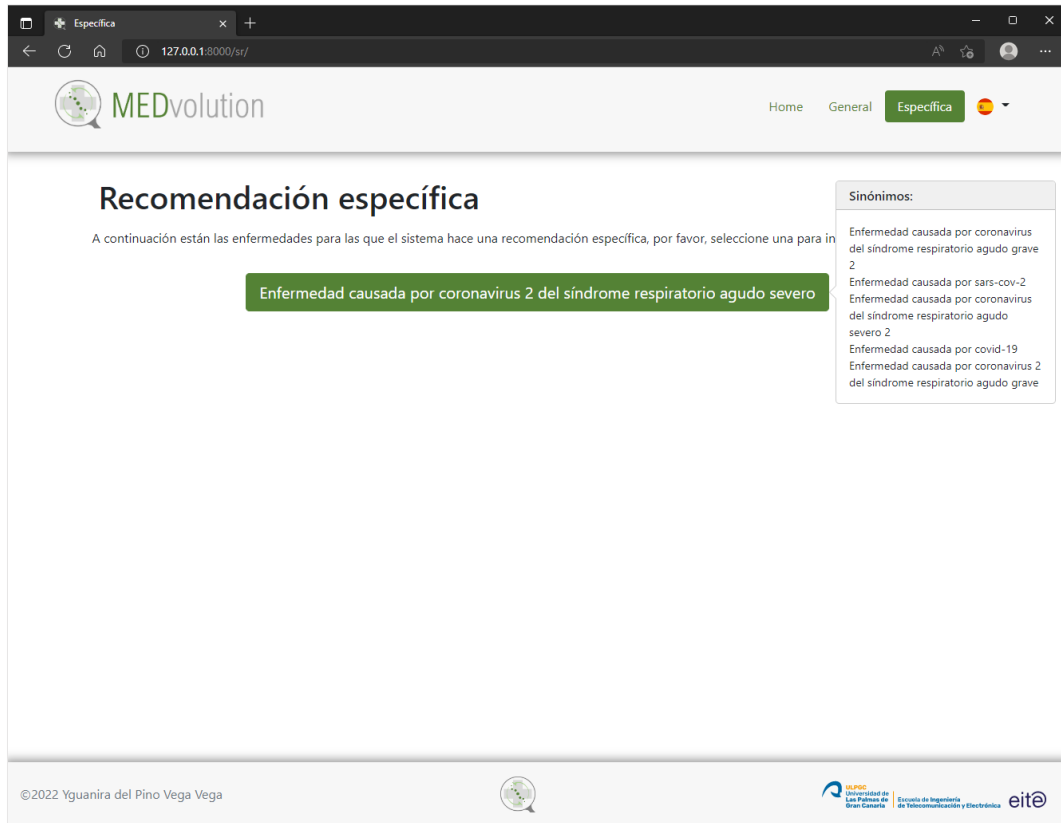 Específica
127.0.0.1:8000/sr/
MEDvolution
Home General Específica
Recomendación específica
A continuación están las enfermedades para las que el sistema hace una recomendación específica, por favor, seleccione una para in
Enfermedad causada por coronavirus 2 del síndrome respiratorio agudo severo
Sinónimos:
Enfermedad causada por coronavirus
del síndrome respiratorio agudo grave
2
Enfermedad causada por sars-cov-2
Enfermedad causada por coronavirus
del síndrome respiratorio agudo
severo 2
Enfermedad causada por covid-19
Enfermedad causada por coronavirus 2
del síndrome respiratorio agudo grave
©2022 Yguanira del Pino Vega Vega
ULPGC
Universidad de
Las Palmas de
Gran Canaria
Escuela de Ingeniería
de Telecomunicación y Electrónica
eite